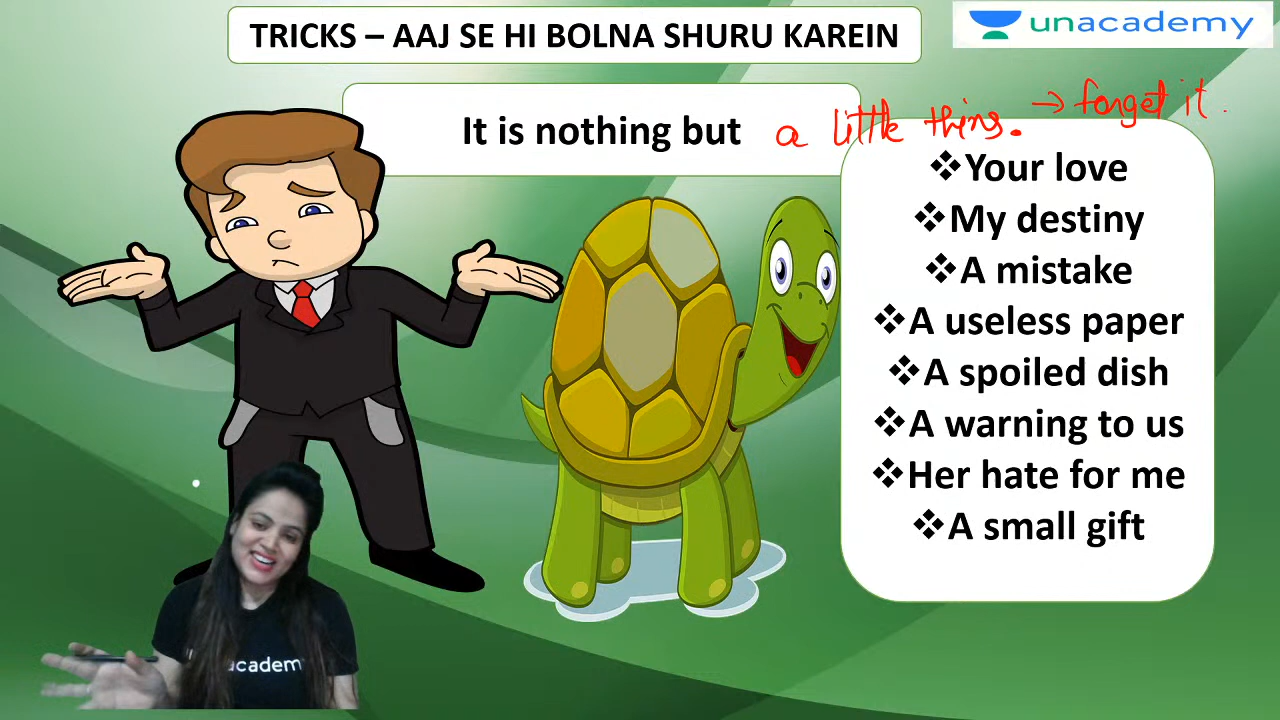 TRICKS – AAJ SE HI BOLNA SHURU KAREIN
unacademy
It is nothing but a little thing. → forget it.
❖Your love
❖My destiny
❖A mistake
❖A useless paper
❖A spoiled dish
❖A warning to us
❖Her hate for me
❖A small gift
unacademy